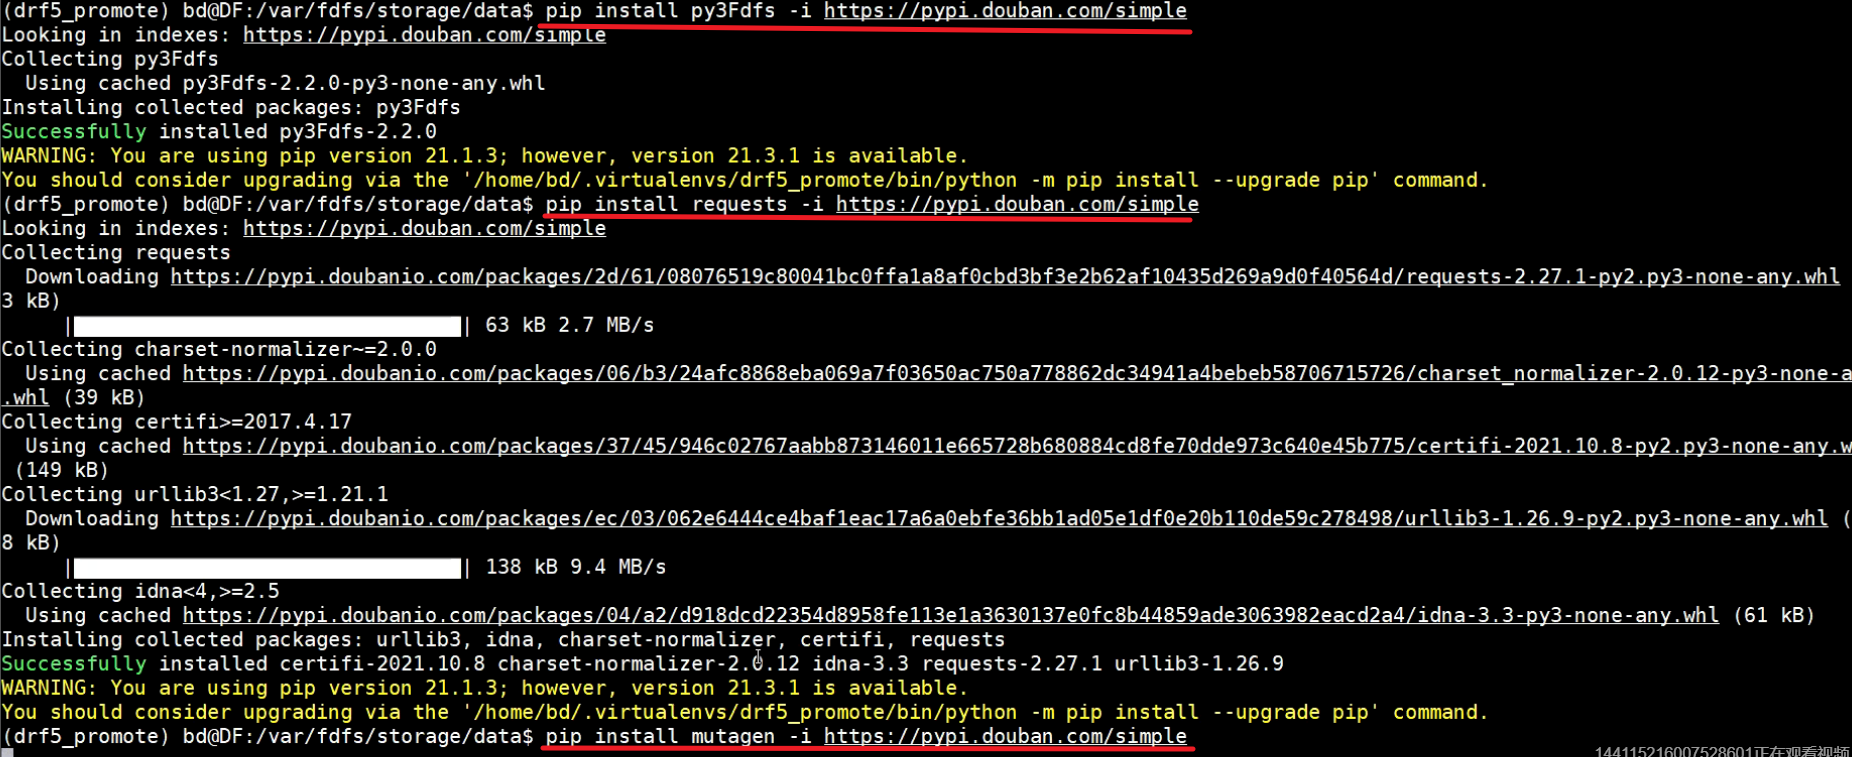 (drf5_promote) bd@DF:/var/fdfs/storage/data$ pip install py3Fdfs -i https://pypi.douban.com/simple
Looking in indexes: https://pypi.douban.com/simple
Collecting py3Fdfs
  Using cached py3Fdfs-2.2.0-py3-none-any.whl
Installing collected packages: py3Fdfs
Successfully installed py3Fdfs-2.2.0
WARNING: You are using pip version 21.1.3; however, version 21.3.1 is available.
You should consider upgrading via the '/home/bd/.virtualenvs/drf5_promote/bin/python -m pip install --upgrade pip' command.
(drf5_promote) bd@DF:/var/fdfs/storage/data$ pip install requests -i https://pypi.douban.com/simple
Looking in indexes: https://pypi.douban.com/simple
Collecting requests
  Downloading https://pypi.doubanio.com/packages/2d/61/08076519c80041bc0ffa1a8af0cbd3bf3e2b62af10435d269a9d0f40564d/requests-2.27.1-py2.py3-none-any.whl
3 kB)
     |████████████████████████████████| 63 kB 2.7 MB/s
Collecting charset-normalizer~=2.0.0
  Using cached https://pypi.doubanio.com/packages/06/b3/24afc8868eba069a7f03650ac750a778862dc34941a4bebeb58706715726/charset_normalizer-2.0.12-py3-none-a
.whl (39 kB)
Collecting certifi>=2017.4.17
  Using cached https://pypi.doubanio.com/packages/37/45/946c02767aabb873146011e665728b680884cd8fe70dde973c640e45b775/certifi-2021.10.8-py2.py3-none-any.w
 (149 kB)
Collecting urllib3<1.27,>=1.21.1
  Downloading https://pypi.doubanio.com/packages/ec/03/062e6444ce4baf1eac17a6a0ebfe36bb1ad05e1df0e20b110de59c278498/urllib3-1.26.9-py2.py3-none-any.whl (
8 kB)
     |████████████████████████████████| 138 kB 9.4 MB/s
Collecting idna<4,>=2.5
  Using cached https://pypi.doubanio.com/packages/04/a2/d918dcd22354d8958fe113e1a3630137e0fc8b44859ade3063982eacd2a4/idna-3.3-py3-none-any.whl (61 kB)
Installing collected packages: urllib3, idna, charset-normalizer, certifi, requests
Successfully installed certifi-2021.10.8 charset-normalizer-2.0.12 idna-3.3 requests-2.27.1 urllib3-1.26.9
WARNING: You are using pip version 21.1.3; however, version 21.3.1 is available.
You should consider upgrading via the '/home/bd/.virtualenvs/drf5_promote/bin/python -m pip install --upgrade pip' command.
(drf5_promote) bd@DF:/var/fdfs/storage/data$ pip install mutagen -i https://pypi.douban.com/simple
144115216007528601正在观看视频